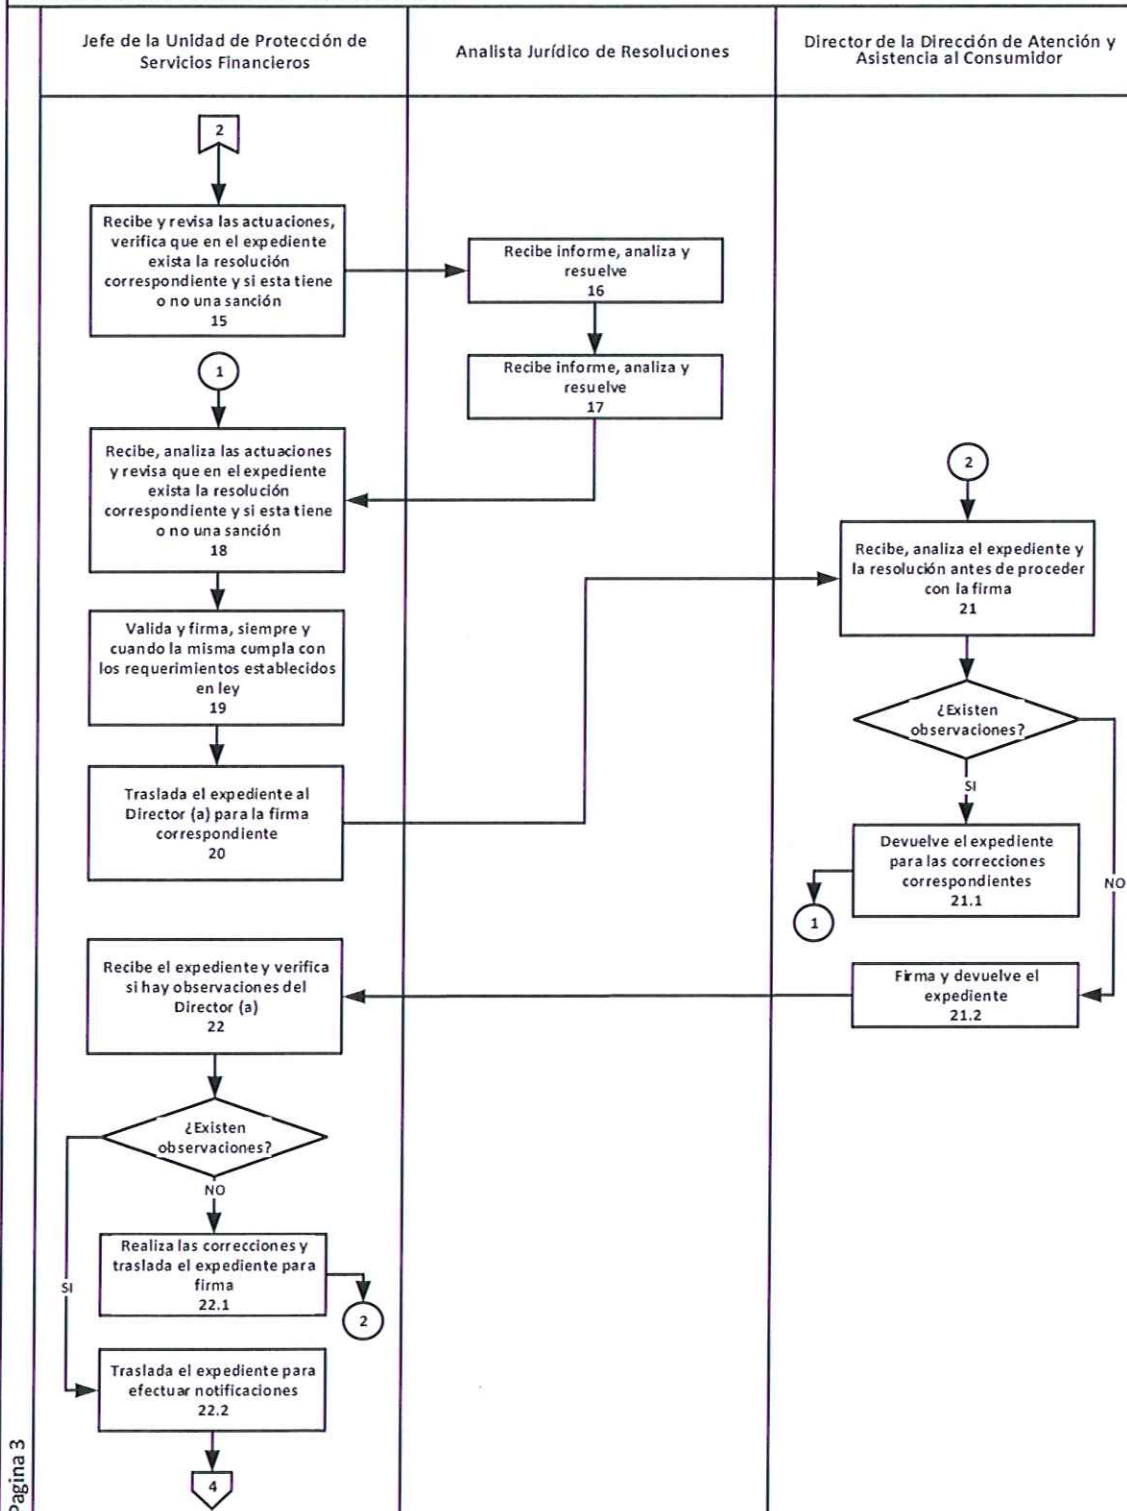 Jefe de la Unidad de Protección de
Servicios Financieros
Analista Jurídico de Resoluciones
Director de la Dirección de Atención y
Asistencia al Consumidor
2
Recibe y revisa las actuaciones,
verifica que en el expediente
exista la resolución
correspondiente y si esta tiene
o no una sanción
15
Recibe informe, analiza y
resuelve
16
Recibe informe, analiza y
resuelve
17
1
Recibe, analiza las actuaciones
y revisa que en el expediente
exista la resolución
correspondiente y si esta tiene
o no una sanción
18
Valida y firma, siempre y
cuando la misma cumpla con
los requerimientos establecidos
en ley
19
Traslada el expediente al
Director (a) para la firma
correspondiente
20
2
Recibe, analiza el expediente y
la resolución antes de proceder
con la firma
21
¿Existen
observaciones?
SI
NO
Devuelve el expediente
para las correcciones
correspondientes
21.1
1
Firma y devuelve el
expediente
21.2
Recibe el expediente y verifica
si hay observaciones del
Director (a)
22
¿Existen
observaciones?
NO
SI
Realiza las correcciones y
traslada el expediente para
firma
22.1
2
Traslada el expediente para
efectuar notificaciones
22.2
4
Pagina 3